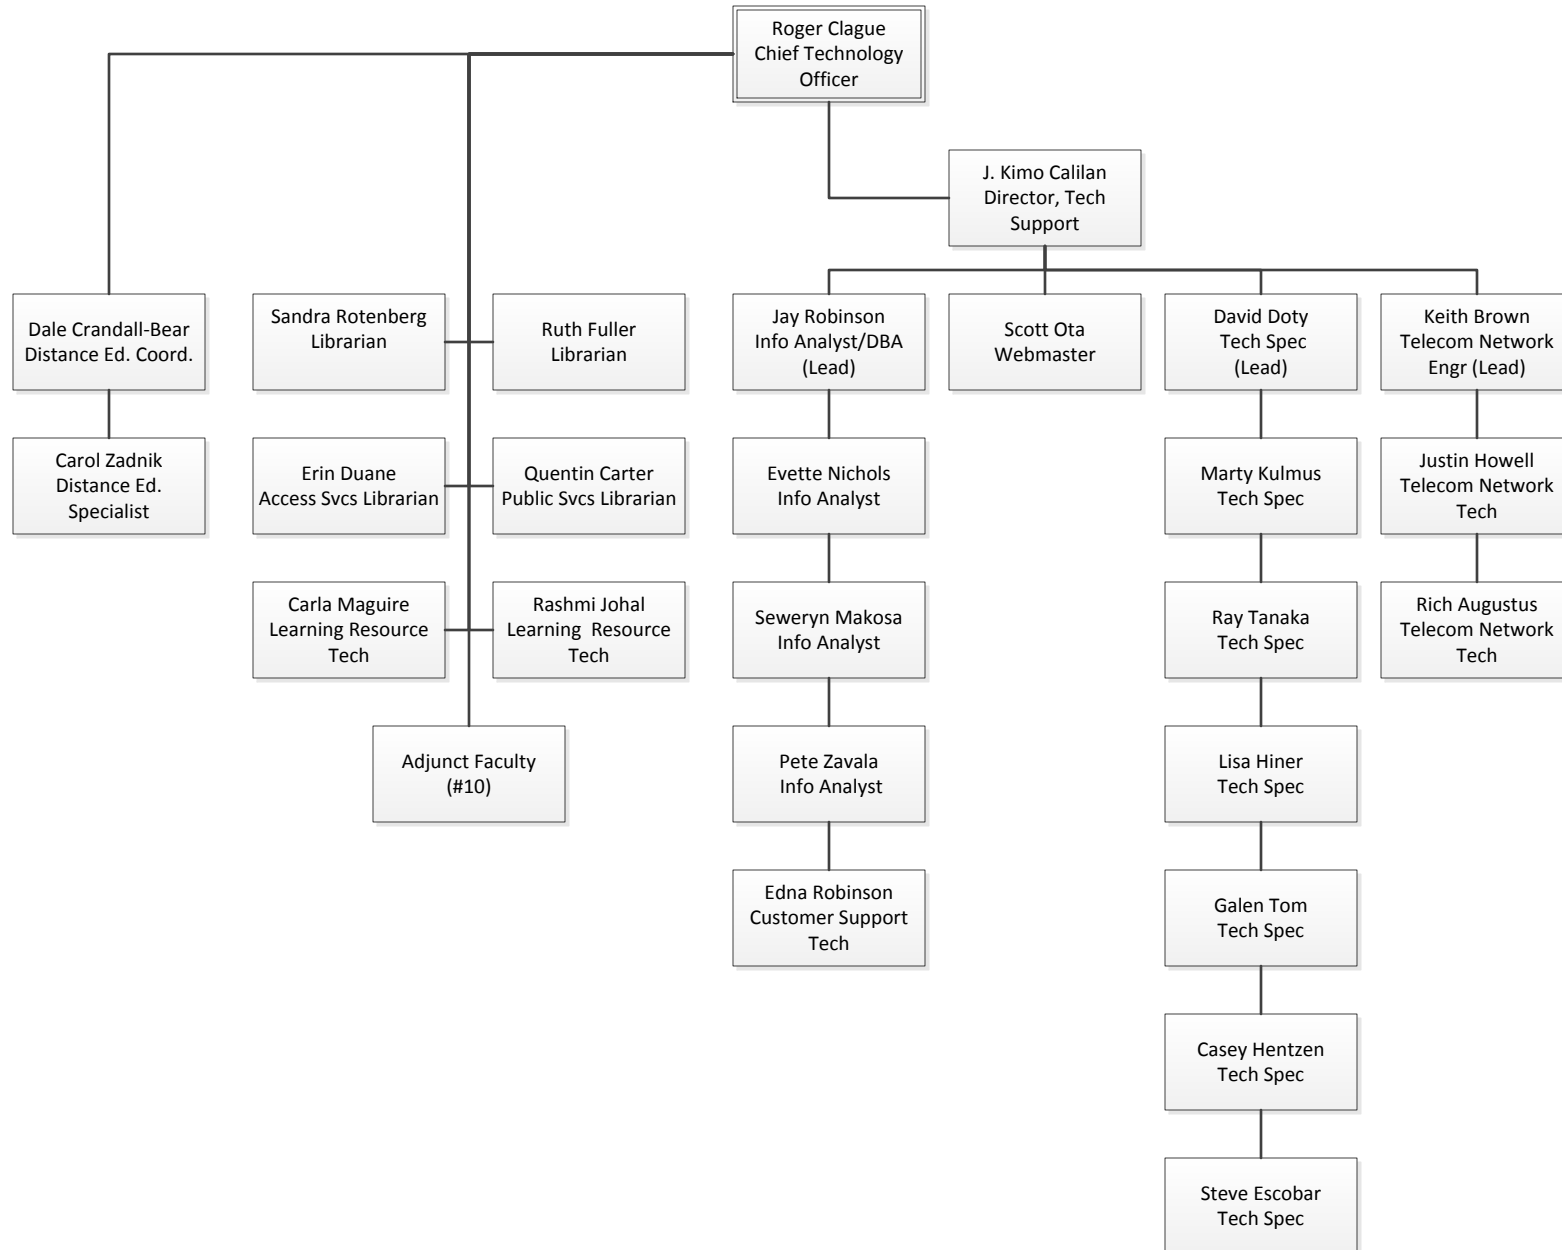 Roger Clague
Chief Technology
Officer
J. Kimo Calilan
Director, Tech
Support
Dale Crandall-Bear
Distance Ed. Coord.
Sandra Rotenberg
Librarian
Ruth Fuller
Librarian
Jay Robinson
Info Analyst/DBA
(Lead)
Scott Ota
Webmaster
David Doty
Tech Spec
(Lead)
Keith Brown
Telecom Network
Engr (Lead)
Carol Zadnik
Distance Ed.
Specialist
Erin Duane
Access Svcs Librarian
Quentin Carter
Public Svcs Librarian
Evette Nichols
Info Analyst
Marty Kulmus
Tech Spec
Justin Howell
Telecom Network
Tech
Carla Maguire
Learning Resource
Tech
Rashmi Johal
Learning  Resource
Tech
Seweryn Makosa
Info Analyst
Ray Tanaka
Tech Spec
Rich Augustus
Telecom Network
Tech
Adjunct Faculty
(#10)
Pete Zavala
Info Analyst
Lisa Hiner
Tech Spec
Edna Robinson
Customer Support
Tech
Galen Tom
Tech Spec
Casey Hentzen
Tech Spec
Steve Escobar
Tech Spec